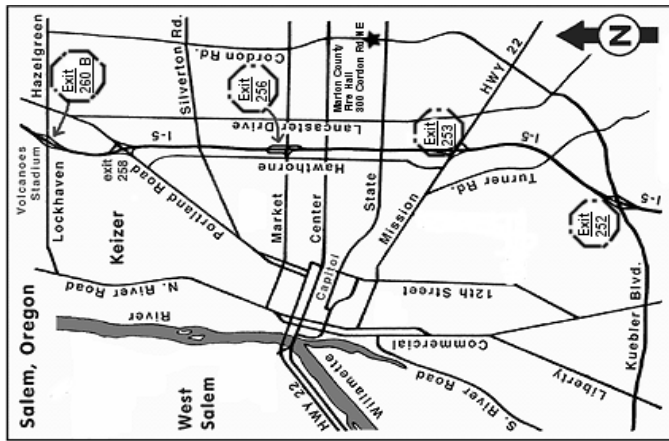 Salem, Oregon
Hazelgreen
Exit
260 B
Volcanoes
Stadium
Lockhaven
Keizer
N. River Road
River
West
Salem
HWY 22
Willamette
Silverton Rd.
Cordon Rd.
Exit
256
Lancaster Drive
I-5
exit
258
Hawthorne
Portland Road
Market
Center
State
Capitol
Mission
Marion County
Fire Hall
300 Cordon Rd NE
HWY 22
Exit
253
I-5
Turner Rd.
Exit
252
I-5
12th Street
Commercial
S. River Road
Liberty
Kuebler Blvd.
N